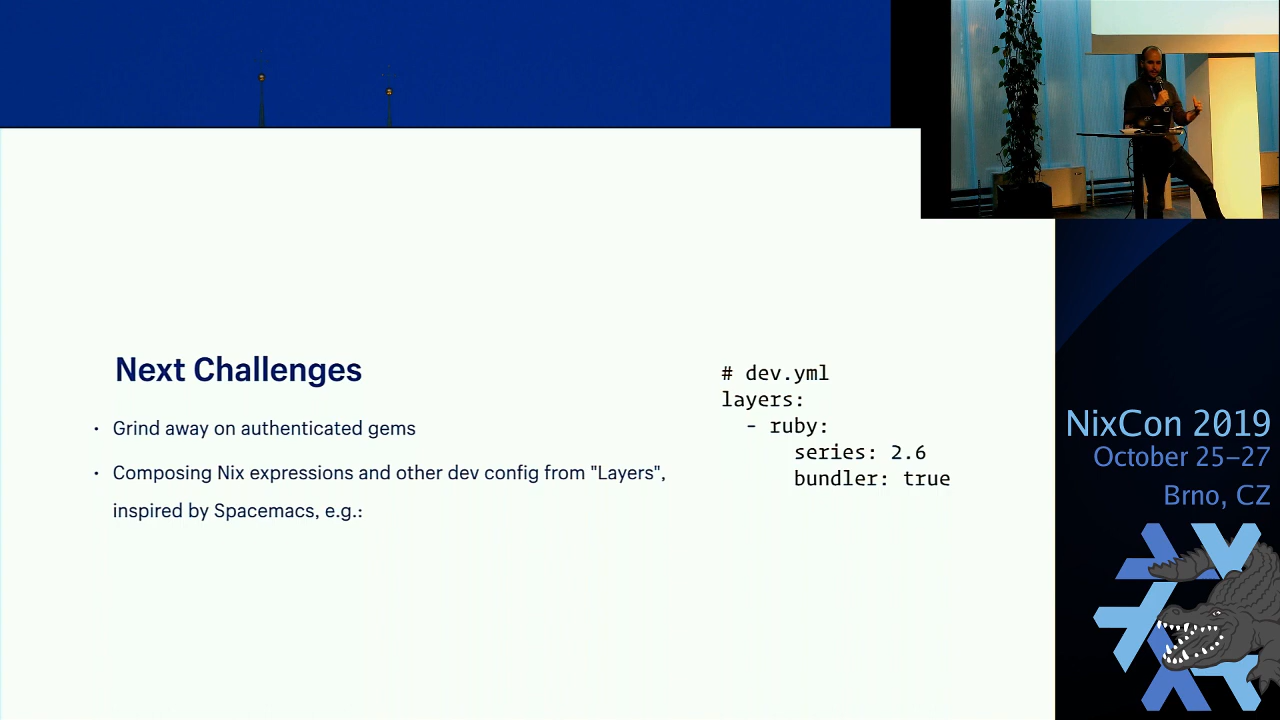 Next Challenges
· Grind away on authenticated gems
· Composing Nix expressions and other dev config from "Layers",
inspired by Spacemacs, e.g.:
# dev.yml
layers:
  - ruby:
      series: 2.6
      bundler: true
NixCon 2019
October 25–27
Brno, CZ